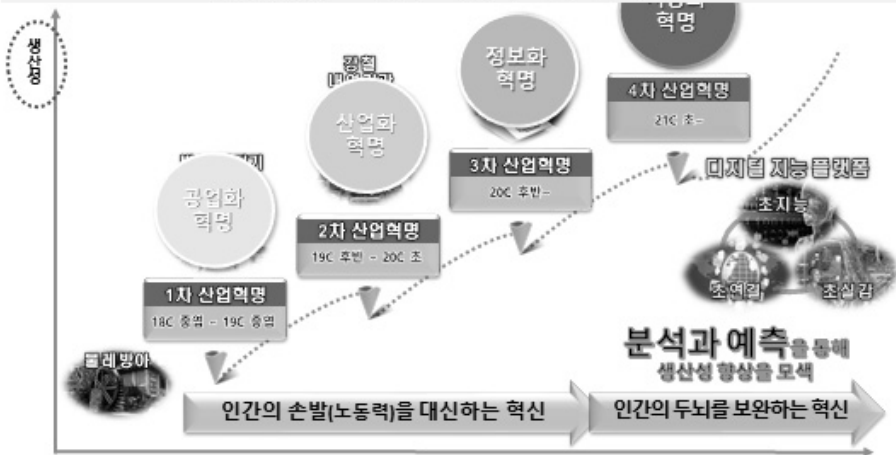 생산성
혁명
정보화
혁명
4차 산업혁명
21C 초~
산업화
혁명
3차 산업혁명
20C 후반~
디지털 지능 플랫폼
초지능
초연결
초실감
공업화
혁명
2차 산업혁명
19C 후반 ~ 20C 초
1차 산업혁명
18C 중엽 ~ 19C 중엽
물레방아
분석과 예측을 통해
생산성 향상을 모색
인간의 손발(노동력)을 대신하는 혁신
인간의 두뇌를 보완하는 혁신